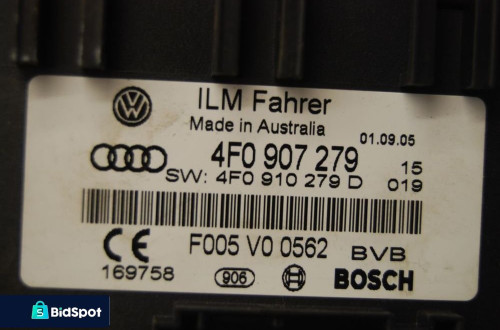 ILM Fahrer
Made in Australia
01.09.05
4F0 907 279 15
SW: 4F0 910 279 D 019
F005 V0 0562 BVB
CE
169758 906 BOSCH
S BidSpot